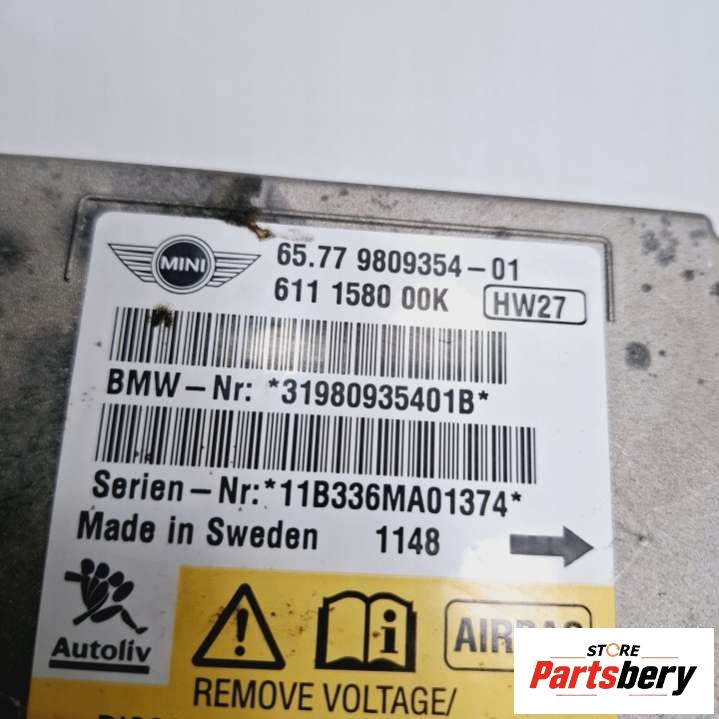 MINI
65.77 9809354-01
611 1580 00K HW27
BMW-Nr: *31980935401B*
Serien-Nr:*11B336MA01374*
Made in Sweden 1148
Autoliv
AIRBAG
REMOVE VOLTAGE/
STORE
Partsbery